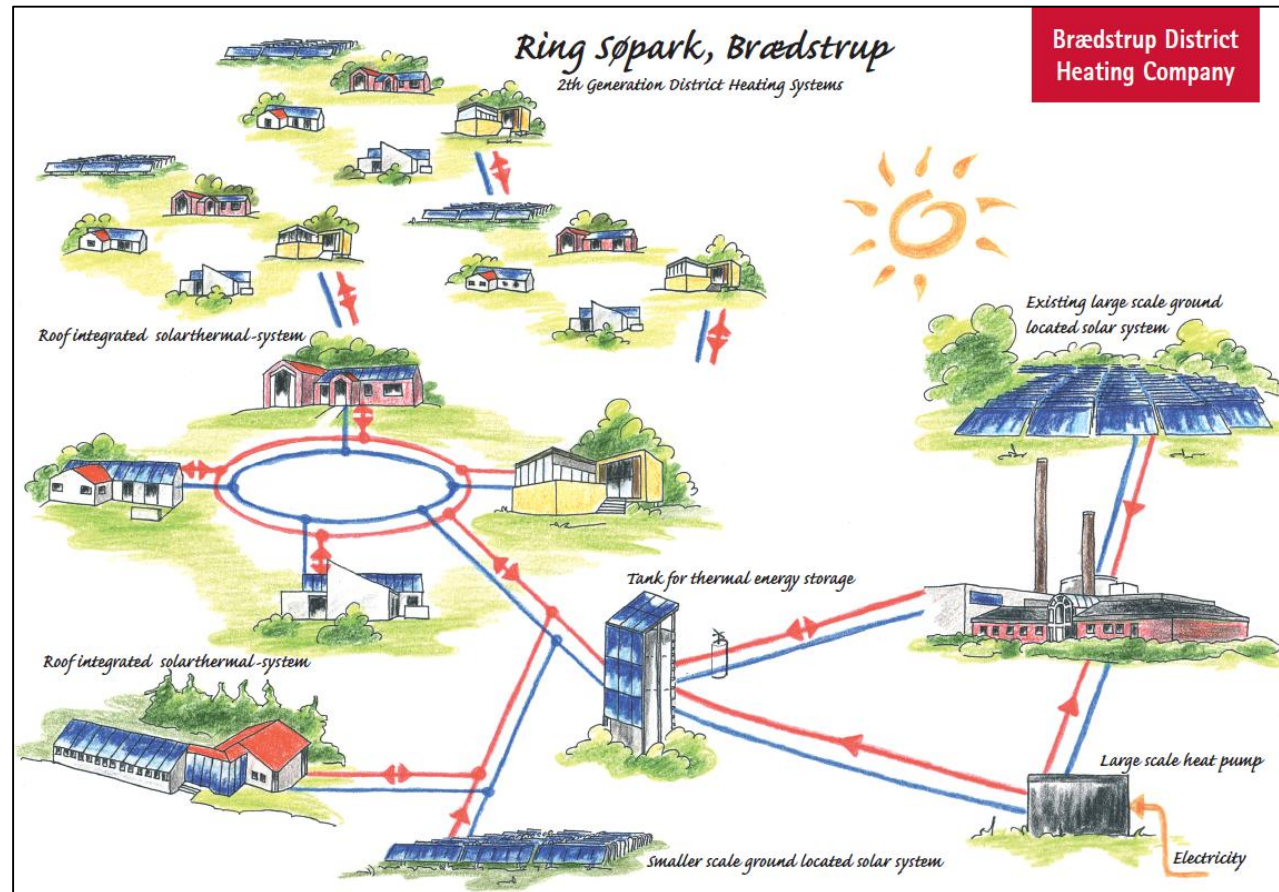 Ring Søpark, Brædstrup
2th Generation District Heating Systems
Brædstrup District
Heating Company
Existing large scale ground
located solar system
Roof integrated solarthermal-system
Tank for thermal energy storage
Roof integrated solarthermal-system
Large scale heat pump
Smaller scale ground located solar system
Electricity